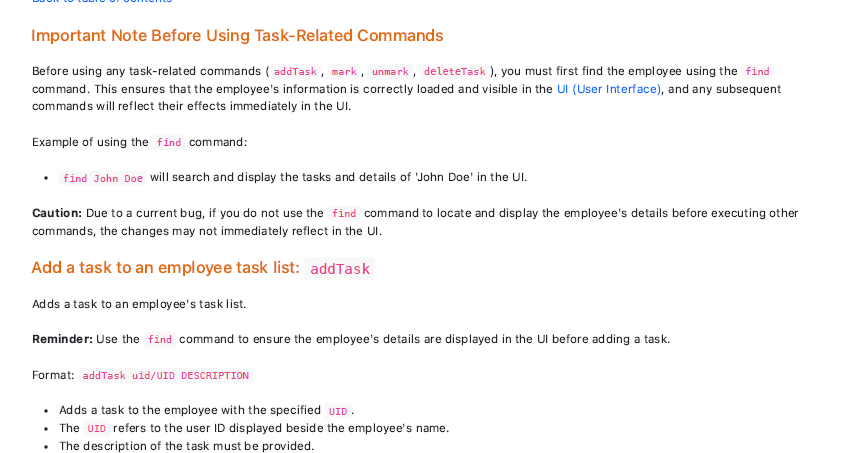 Back to table of contents
Important Note Before Using Task-Related Commands
Before using any task-related commands ( addTask , mark , unmark , deleteTask ), you must first find the employee using the find
command. This ensures that the employee's information is correctly loaded and visible in the UI (User Interface), and any subsequent
commands will reflect their effects immediately in the UI.
Example of using the find command:
• find John Doe will search and display the tasks and details of 'John Doe' in the UI.
Caution: Due to a current bug, if you do not use the find command to locate and display the employee's details before executing other
commands, the changes may not immediately reflect in the UI.
Add a task to an employee task list: addTask
Adds a task to an employee's task list.
Reminder: Use the find command to ensure the employee's details are displayed in the UI before adding a task.
Format: addTask uid/UID DESCRIPTION
• Adds a task to the employee with the specified UID .
• The UID refers to the user ID displayed beside the employee's name.
• The description of the task must be provided.